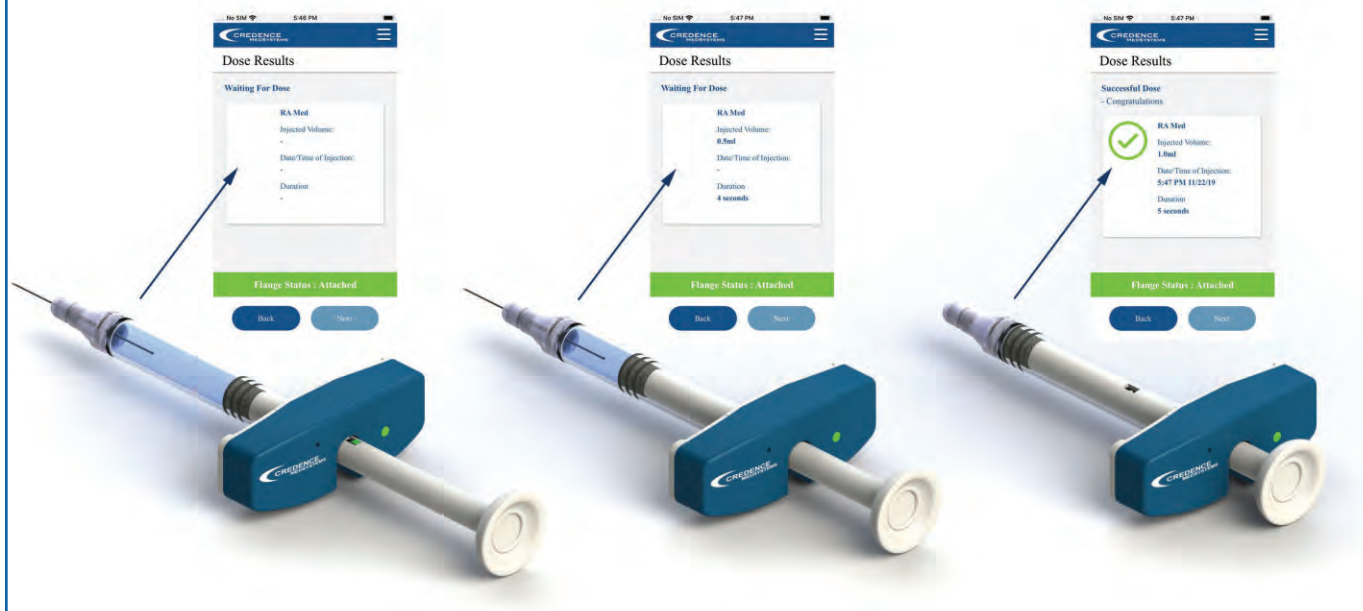 No SIM 5:46 PM
CREDENCE
MEDSYSTEMS
Dose Results
Waiting For Dose
RA Med
Injected Volume:
-
Date/Time of Injection:
-
Duration
-
Flange Status : Attached
Back Next
No SIM 5:47 PM
CREDENCE
MEDSYSTEMS
Dose Results
Waiting For Dose
RA Med
Injected Volume:
0.5ml
Date/Time of Injection:
-
Duration
4 seconds
Flange Status : Attached
Back Next
No SIM 5:47 PM
CREDENCE
MEDSYSTEMS
Dose Results
Successful Dose
- Congratulations
RA Med
Injected Volume:
1.0ml
Date/Time of Injection:
5:47 PM 11/22/19
Duration
5 seconds
Flange Status : Attached
Back Next
CREDENCE
MEDSYSTEMS
CREDENCE
MEDSYSTEMS
CREDENCE
MEDSYSTEMS